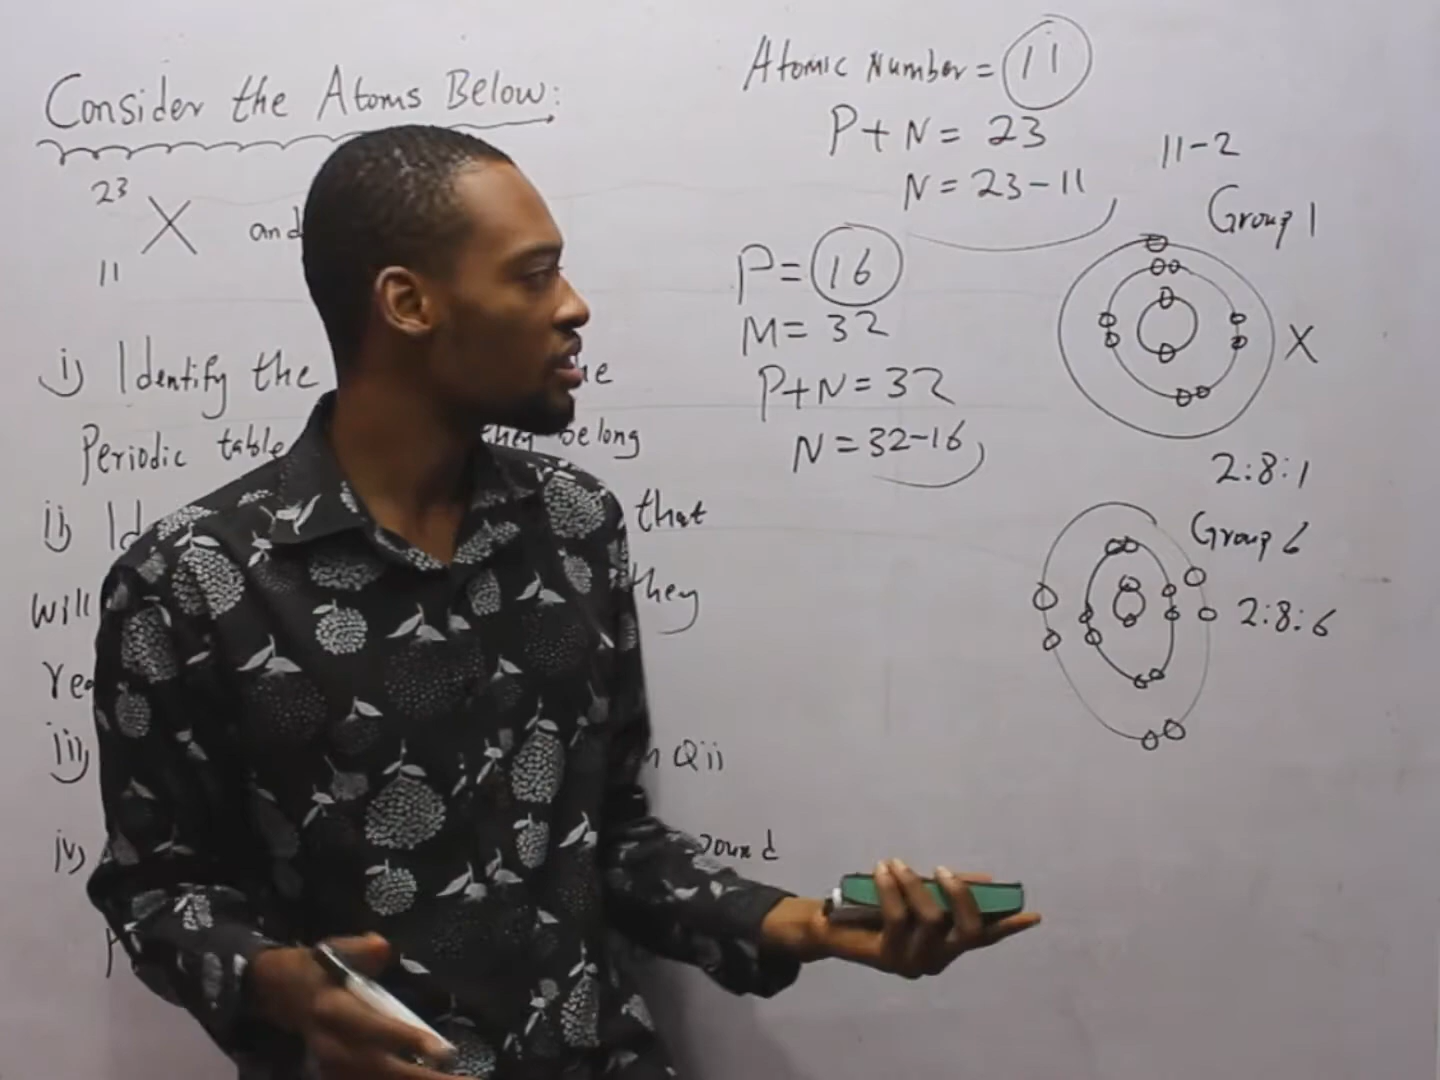 Consider the Atoms Below:
23
X and
11
i) Identify the
Periodic table they belong
ii) that
will they
iii) Qii
iv)
Atomic Number = 11
P+N = 23
N = 23-11
P = 16
M = 32
P+N = 32
N = 32-16
11-2
Group 1
X
2:8:1
Group 6
2:8:6